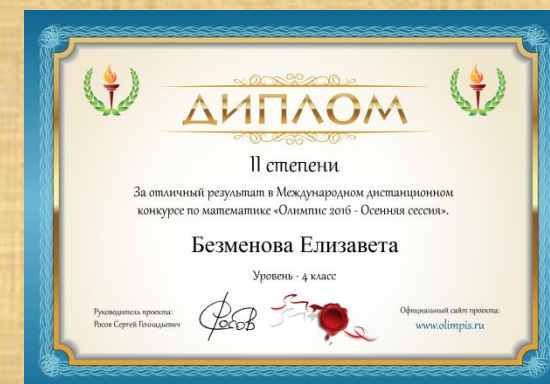 ДИПЛОМ
II степени
За отличный результат в Международном дистанционном
конкурсе по математике «Олимпис 2016 - Осенняя сессия».
Безменова Елизавета
Уровень - 4 класс
Руководитель проекта:
Росов Сергей Геннадьевич
Росов
Официальный сайт проекта:
www.olimpis.ru